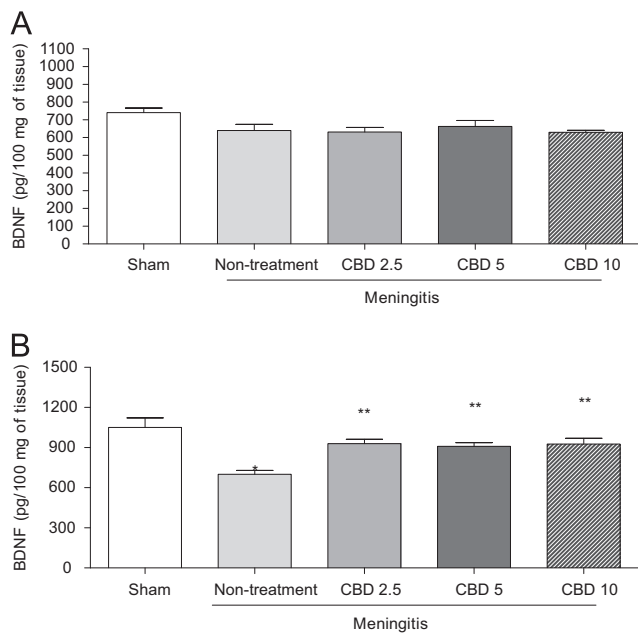 A
BDNF (pg/100 mg of tissue)
1100
1000
900
800
700
600
500
400
300
200
100
0
Sham Non-treatment CBD 2.5 CBD 5 CBD 10
Meningitis
B
BDNF (pg/100 mg of tissue)
1500
1200
900
600
300
0
*
**
**
**
Sham Non-treatment CBD 2.5 CBD 5 CBD 10
Meningitis